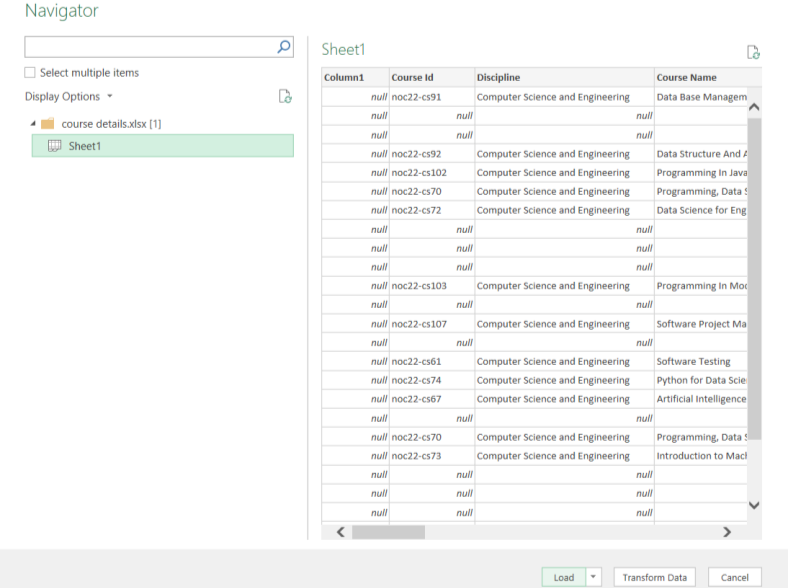 Navigator
Select multiple items
Display Options
course details.xlsx [1]
Sheet1
Sheet1
Column1 Course Id Discipline Course Name
null noc22-cs91 Computer Science and Engineering Data Base Managem
null null null
null null null
null noc22-cs92 Computer Science and Engineering Data Structure And A
null noc22-cs102 Computer Science and Engineering Programming In Java
null noc22-cs70 Computer Science and Engineering Programming, Data S
null noc22-cs72 Computer Science and Engineering Data Science for Eng
null null null
null null null
null null null
null noc22-cs103 Computer Science and Engineering Programming In Mod
null null null
null noc22-cs107 Computer Science and Engineering Software Project Ma
null null null
null noc22-cs61 Computer Science and Engineering Software Testing
null noc22-cs74 Computer Science and Engineering Python for Data Scie
null noc22-cs67 Computer Science and Engineering Artificial Intelligence
null null null
null noc22-cs70 Computer Science and Engineering Programming, Data S
null noc22-cs73 Computer Science and Engineering Introduction to Mach
null null null
null null null
null null null
Load Transform Data Cancel